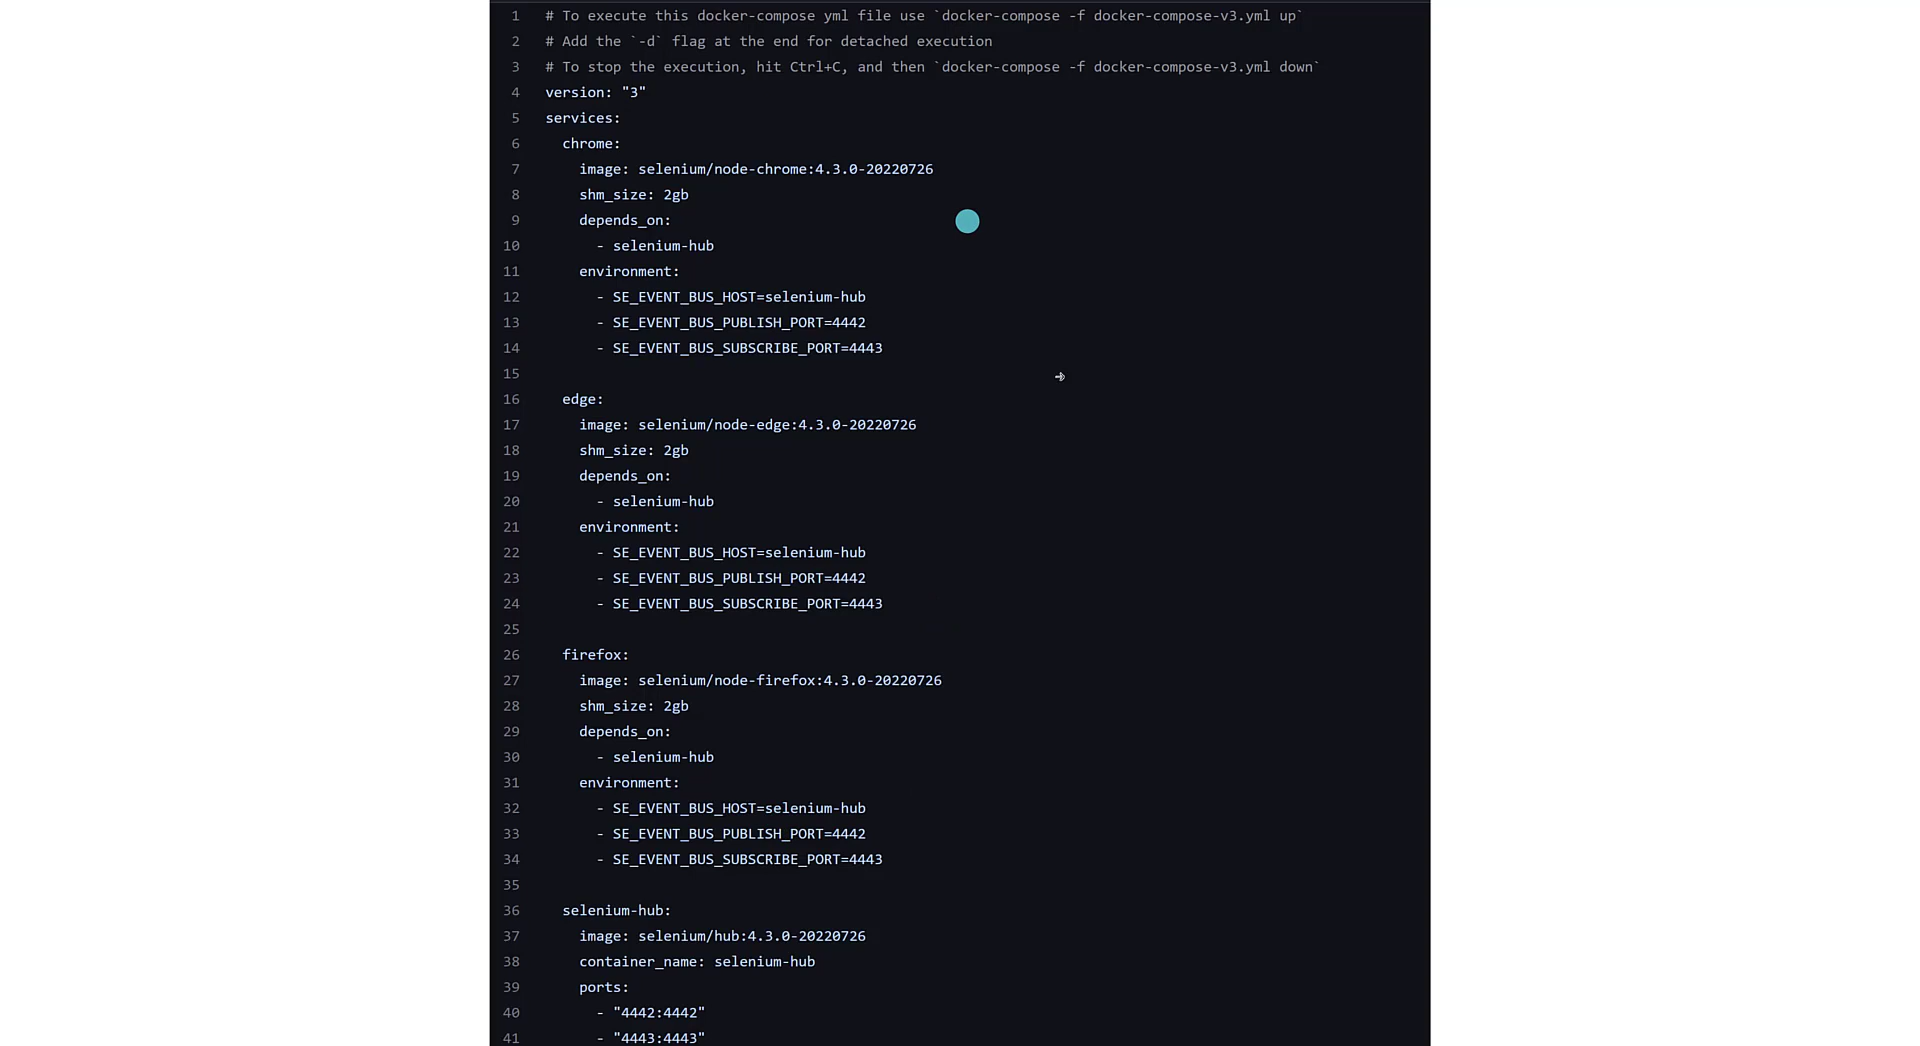 1 # To execute this docker-compose yml file use `docker-compose -f docker-compose-v3.yml up`
2 # Add the `-d` flag at the end for detached execution
3 # To stop the execution, hit Ctrl+C, and then `docker-compose -f docker-compose-v3.yml down`
4 version: "3"
5 services:
6   chrome:
7     image: selenium/node-chrome:4.3.0-20220726
8     shm_size: 2gb
9     depends_on:
10       - selenium-hub
11     environment:
12       - SE_EVENT_BUS_HOST=selenium-hub
13       - SE_EVENT_BUS_PUBLISH_PORT=4442
14       - SE_EVENT_BUS_SUBSCRIBE_PORT=4443
15
16   edge:
17     image: selenium/node-edge:4.3.0-20220726
18     shm_size: 2gb
19     depends_on:
20       - selenium-hub
21     environment:
22       - SE_EVENT_BUS_HOST=selenium-hub
23       - SE_EVENT_BUS_PUBLISH_PORT=4442
24       - SE_EVENT_BUS_SUBSCRIBE_PORT=4443
25
26   firefox:
27     image: selenium/node-firefox:4.3.0-20220726
28     shm_size: 2gb
29     depends_on:
30       - selenium-hub
31     environment:
32       - SE_EVENT_BUS_HOST=selenium-hub
33       - SE_EVENT_BUS_PUBLISH_PORT=4442
34       - SE_EVENT_BUS_SUBSCRIBE_PORT=4443
35
36   selenium-hub:
37     image: selenium/hub:4.3.0-20220726
38     container_name: selenium-hub
39     ports:
40       - "4442:4442"
41       - "4443:4443"